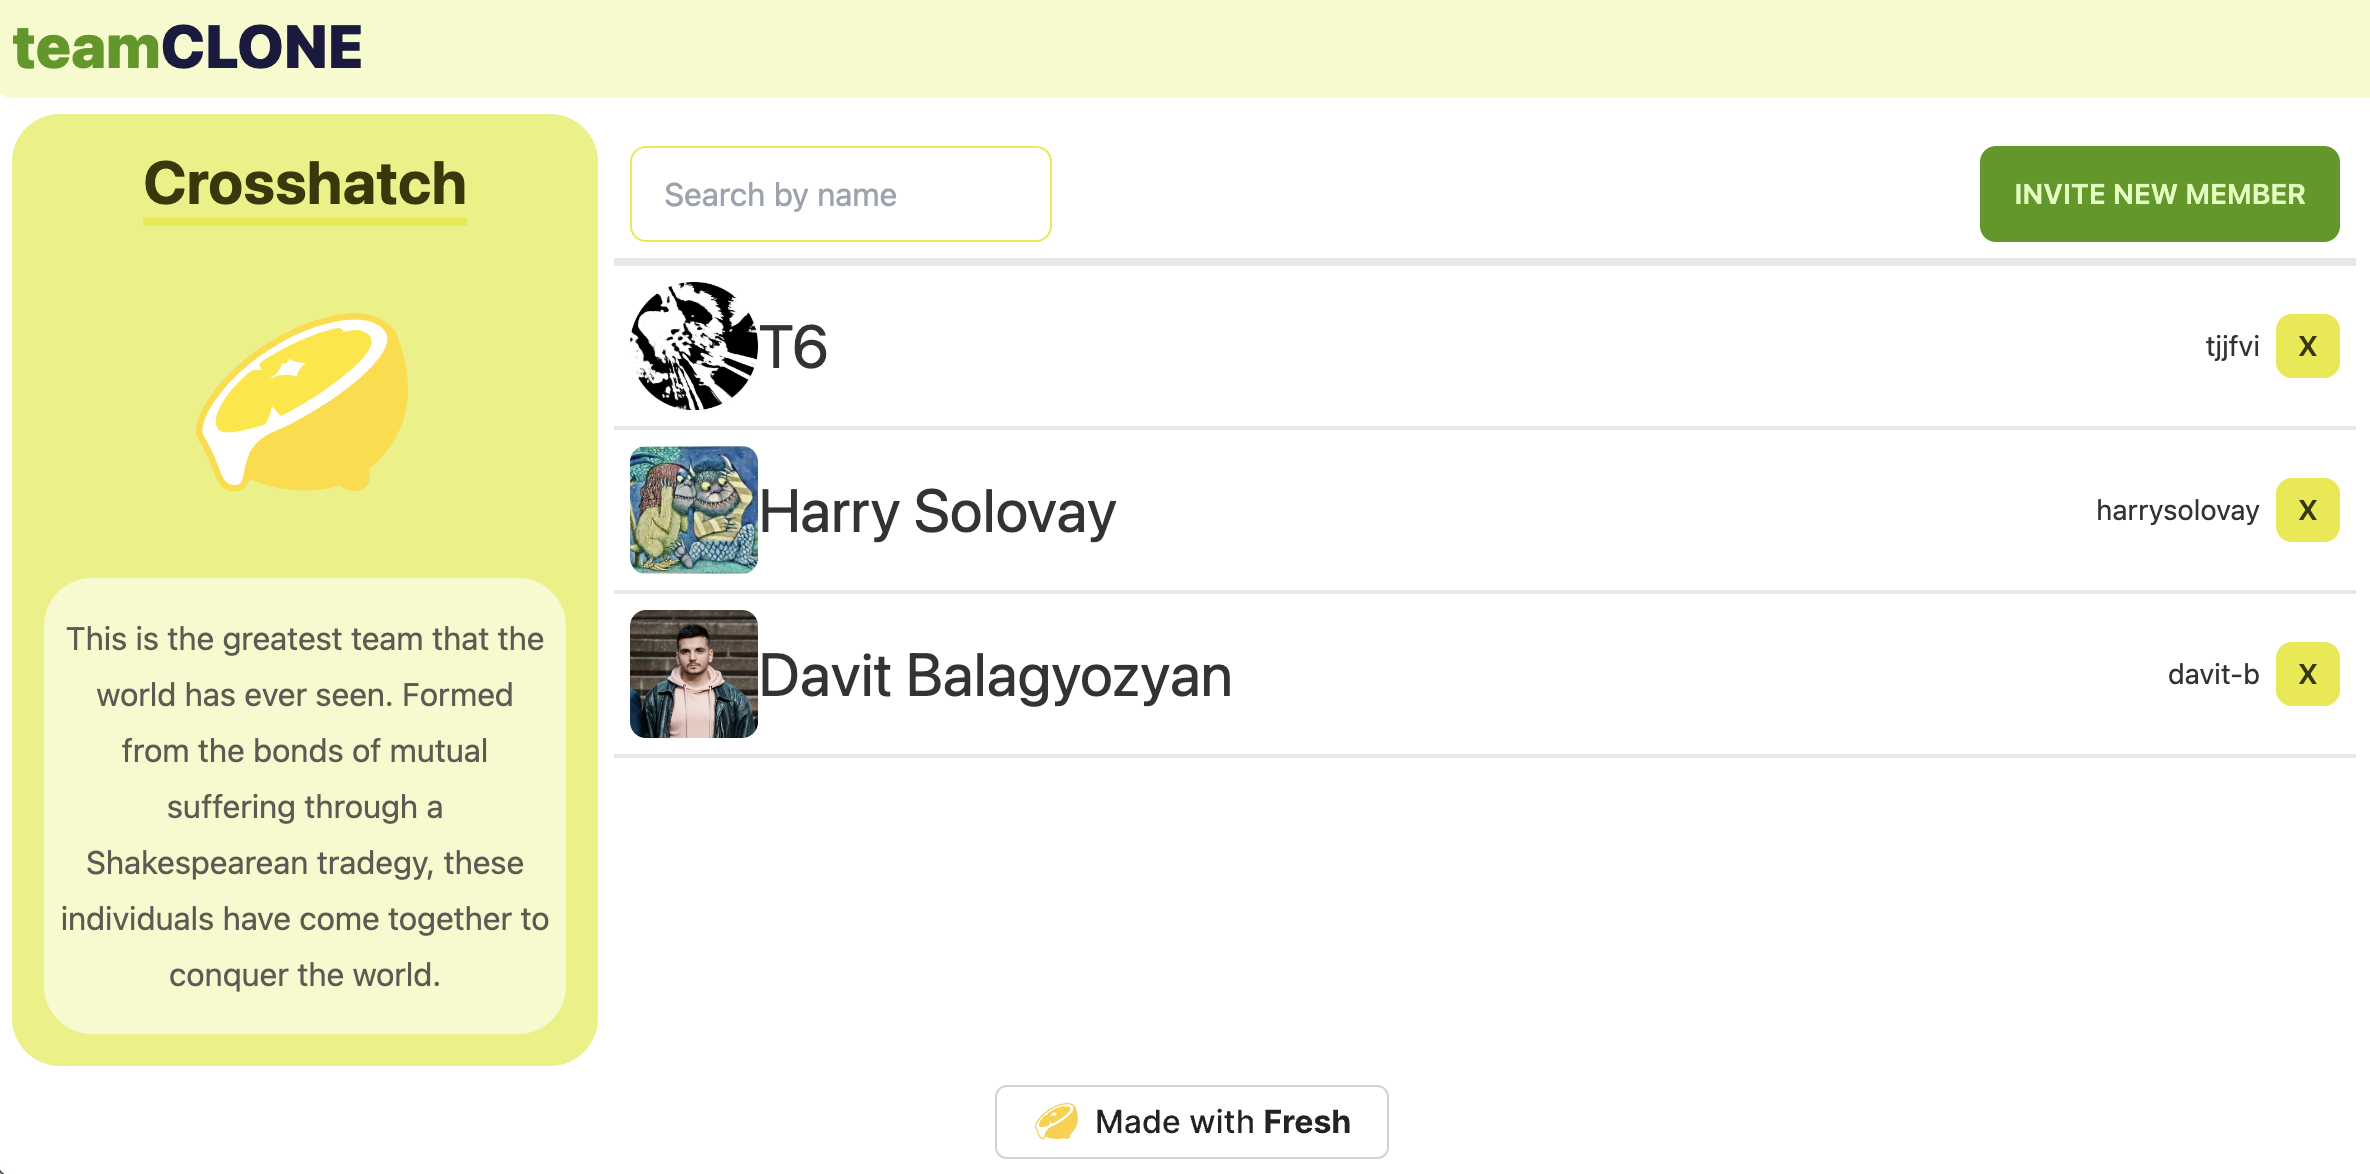 teamCLONE
Crosshatch
This is the greatest team that the
world has ever seen. Formed
from the bonds of mutual
suffering through a
Shakespearean tradegy, these
individuals have come together to
conquer the world.
Search by name
INVITE NEW MEMBER
T6
tjjfvi
X
Harry Solovay
harrysolovay
X
Davit Balagyozyan
davit-b
X
Made with Fresh